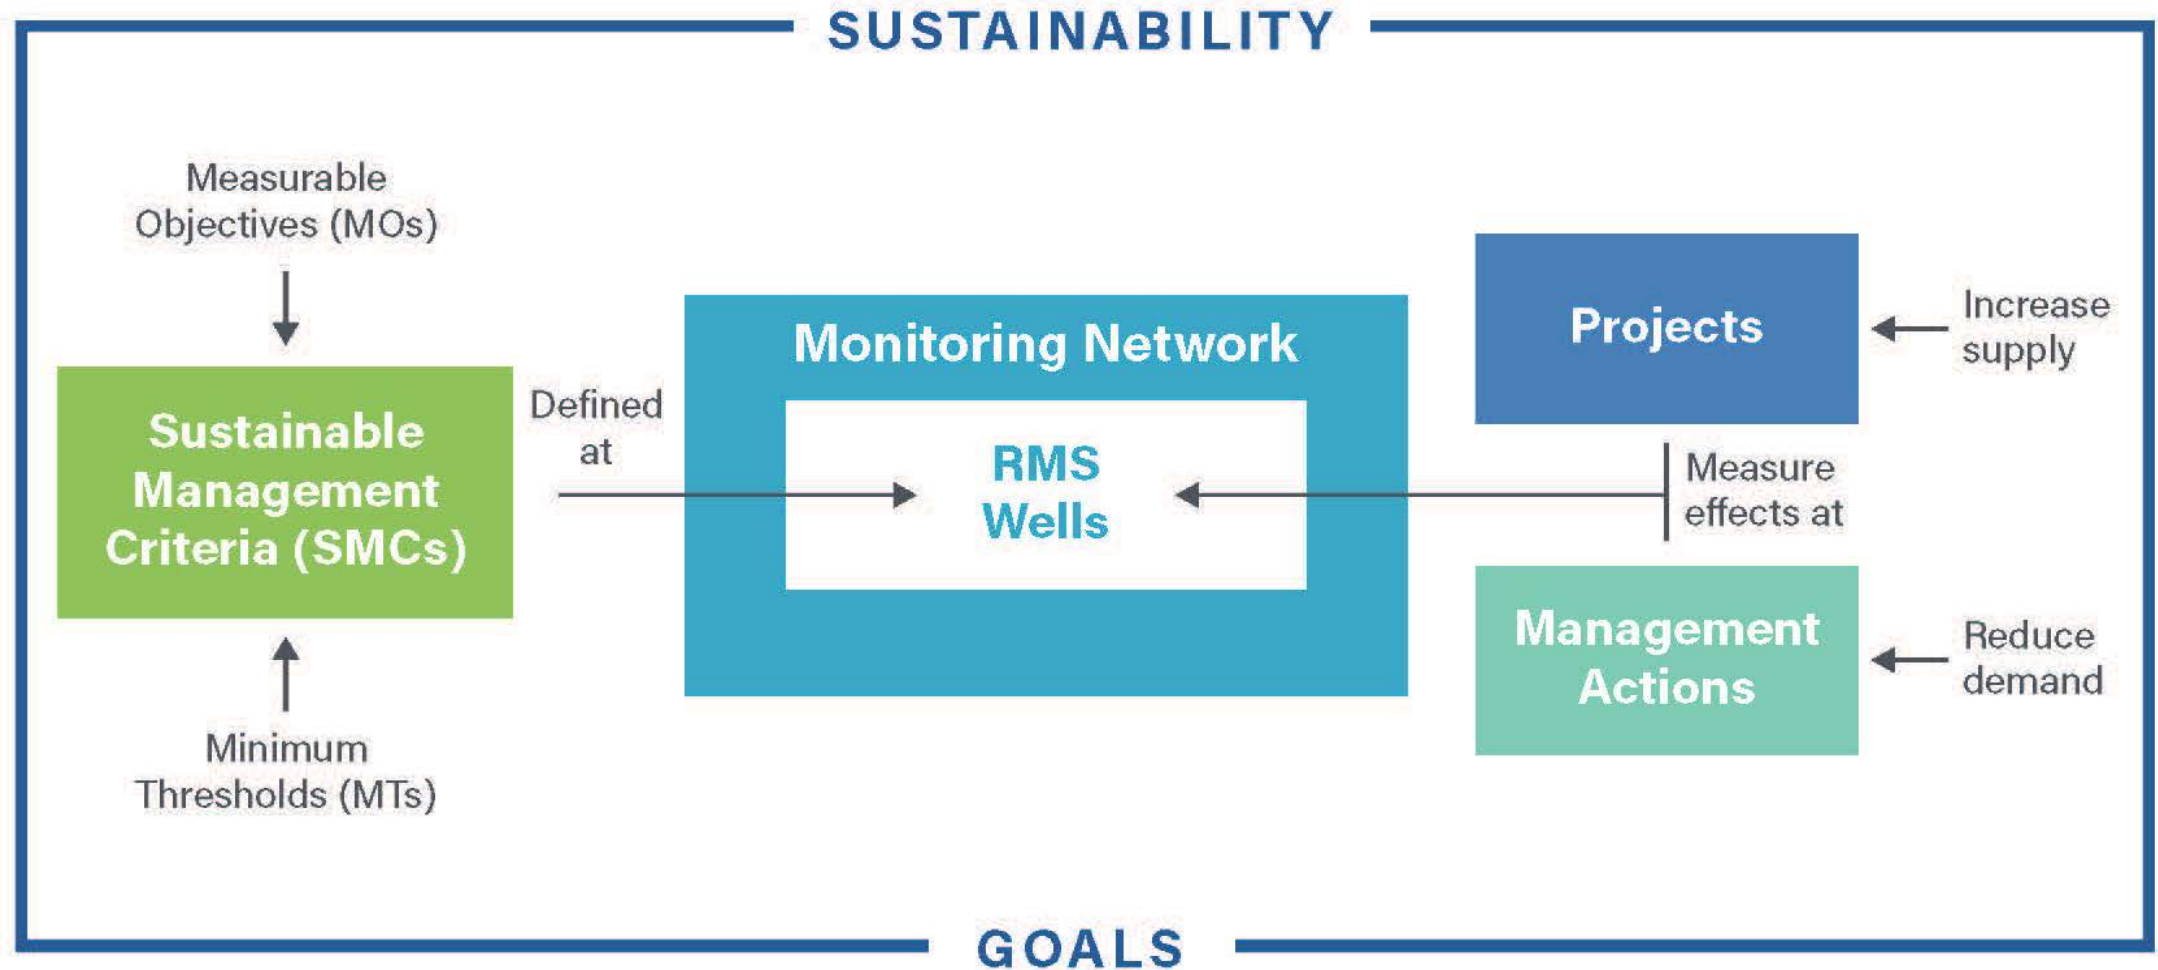 SUSTAINABILITY
Measurable
Objectives (MOs)
Sustainable
Management
Criteria (SMCs)
Minimum
Thresholds (MTs)
Defined
at
Monitoring Network
RMS
Wells
Projects
Increase
supply
Measure
effects at
Management
Actions
Reduce
demand
GOALS